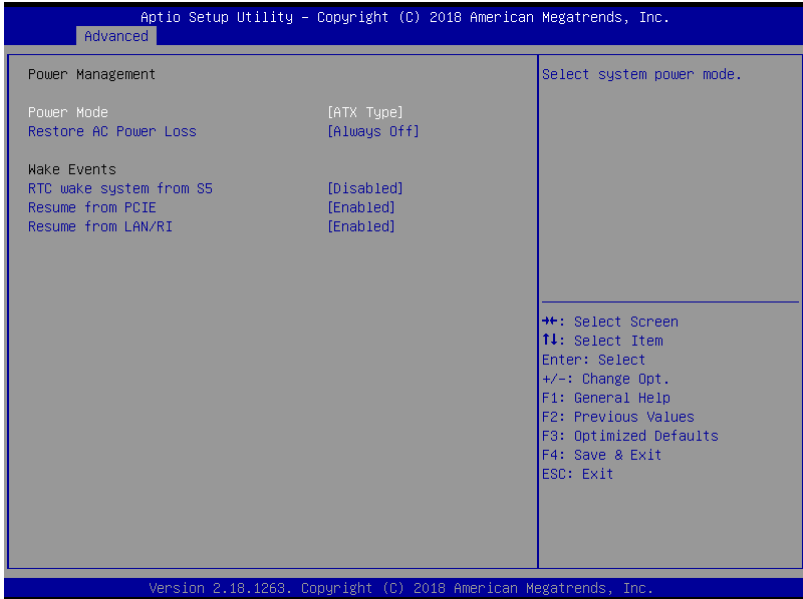 Aptio Setup Utility – Copyright (C) 2018 American Megatrends, Inc.
Advanced
Power Management
Power Mode [ATX Type]
Restore AC Power Loss [Always Off]
Wake Events
RTC wake system from S5 [Disabled]
Resume from PCIE [Enabled]
Resume from LAN/RI [Enabled]
Select system power mode.
→←: Select Screen
↑↓: Select Item
Enter: Select
+/-: Change Opt.
F1: General Help
F2: Previous Values
F3: Optimized Defaults
F4: Save & Exit
ESC: Exit
Version 2.18.1263. Copyright (C) 2018 American Megatrends, Inc.